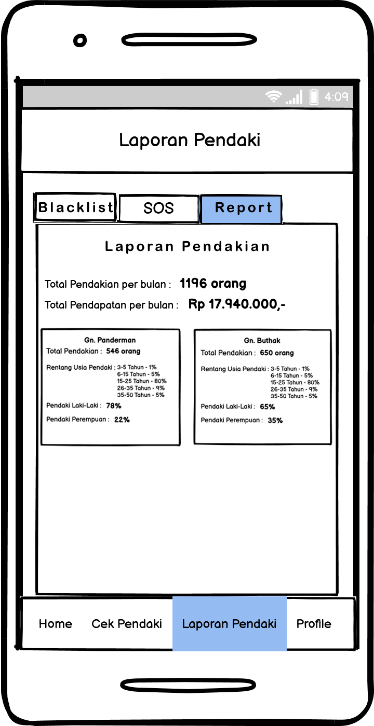 4:09
Laporan Pendaki
Blacklist SOS Report
Laporan Pendakian
Total Pendakian per bulan : 1196 orang
Total Pendapatan per bulan : Rp 17.940.000,-
Gn. Panderman
Total Pendakian : 546 orang
Rentang Usia Pendaki : 3-5 Tahun - 1%
6-15 Tahun - 5%
15-25 Tahun - 80%
26-35 Tahun - 9%
35-50 Tahun - 5%
Pendaki Laki-Laki : 78%
Pendaki Perempuan : 22%
Gn. Buthak
Total Pendakian : 650 orang
Rentang Usia Pendaki : 3-5 Tahun - 1%
6-15 Tahun - 5%
15-25 Tahun - 80%
26-35 Tahun - 9%
35-50 Tahun - 5%
Pendaki Laki-Laki : 65%
Pendaki Perempuan : 35%
Home Cek Pendaki Laporan Pendaki Profile